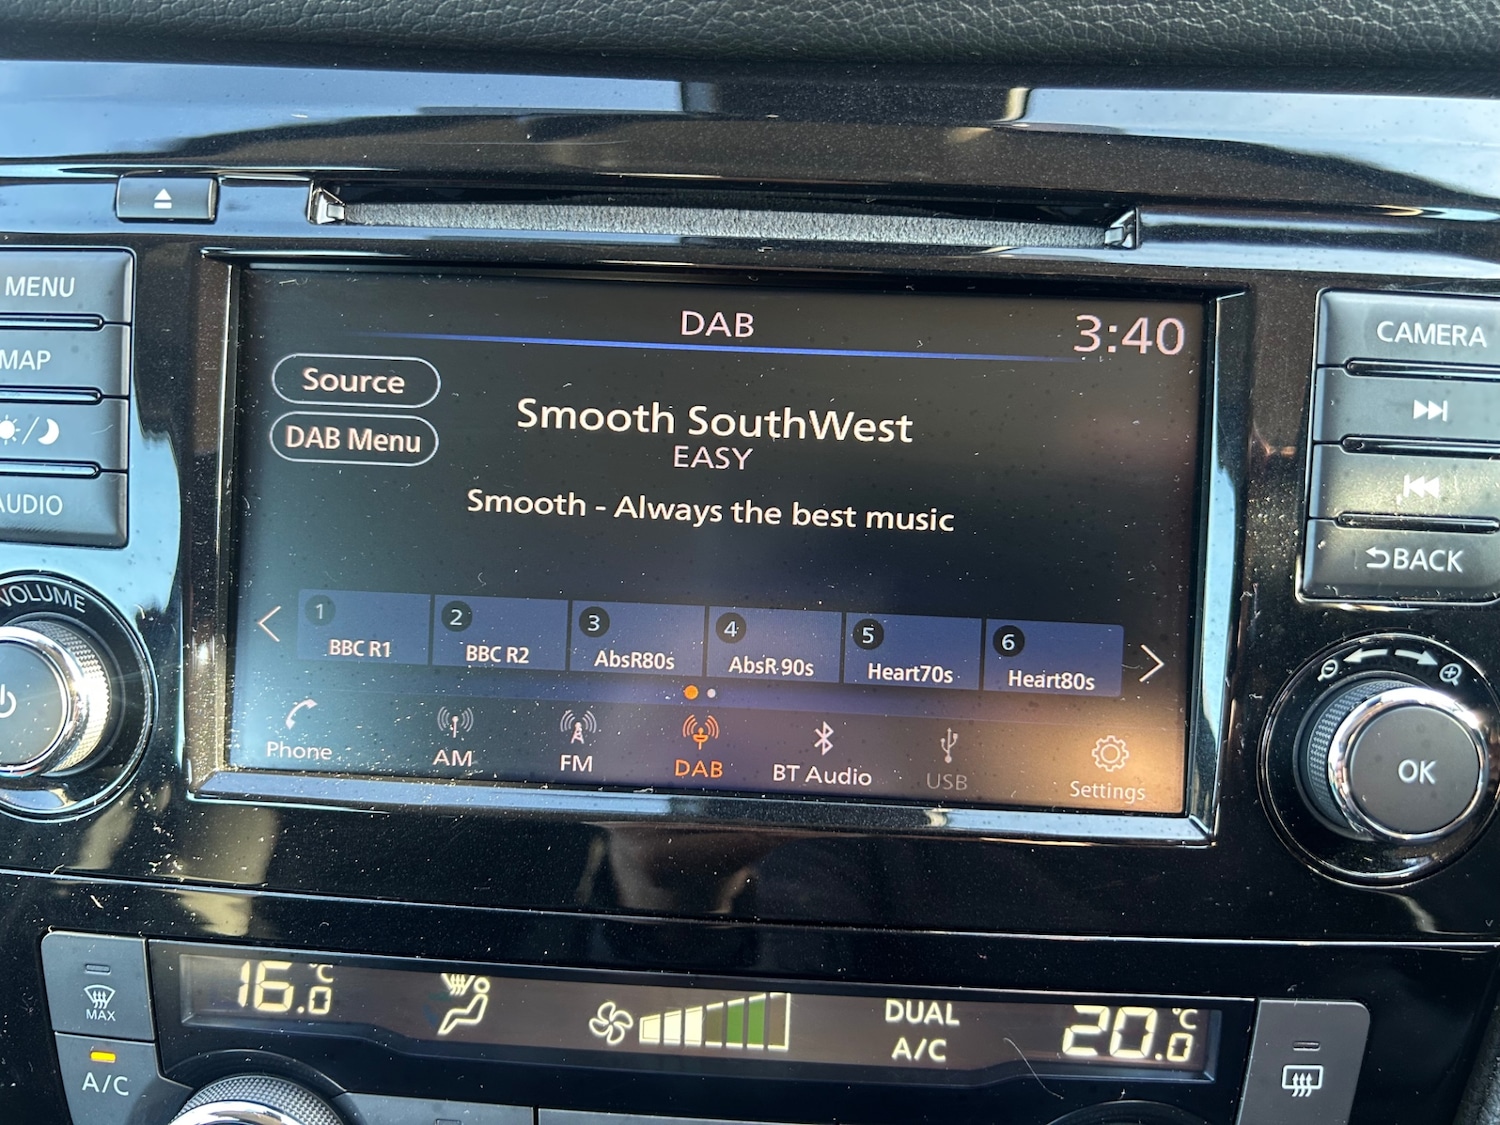 MENU
MAP
AUDIO
VOLUME
DAB
3:40
Source
DAB Menu
Smooth SouthWest
EASY
Smooth - Always the best music
1
BBC R1
2
BBC R2
3
AbsR80s
4
AbsR 90s
5
Heart70s
6
Heart80s
Phone
AM
FM
DAB
BT Audio
USB
Settings
CAMERA
BACK
OK
MAX
A/C
16.0 °C
DUAL
A/C
20.0 °C